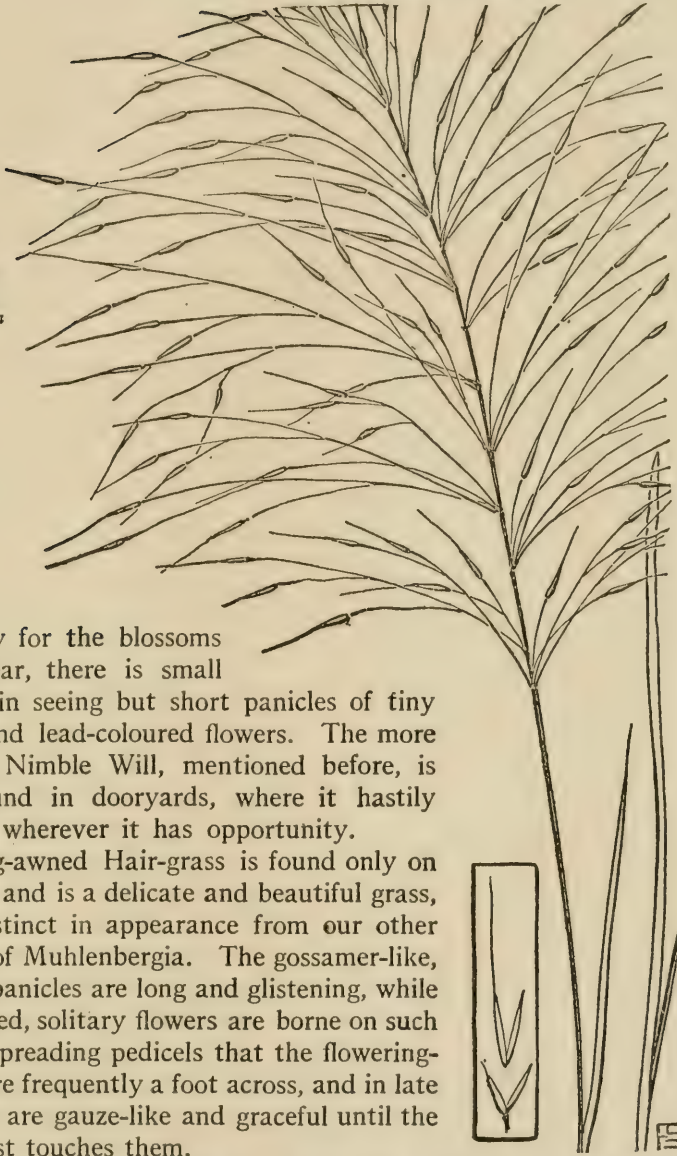 for the blossoms
ar, there is small
in seeing but short panicles of tiny
nd lead-coloured flowers. The more
Nimble Will, mentioned before, is
und in dooryards, where it hastily
wherever it has opportunity.
g-awned Hair-grass is found only on
and is a delicate and beautiful grass,
stinct in appearance from our other
of Muhlenbergia. The gossamer-like,
panicles are long and glistening, while
ed, solitary flowers are borne on such
preading pedicels that the flowering-
re frequently a foot across, and in late
are gauze-like and graceful until the
st touches them.